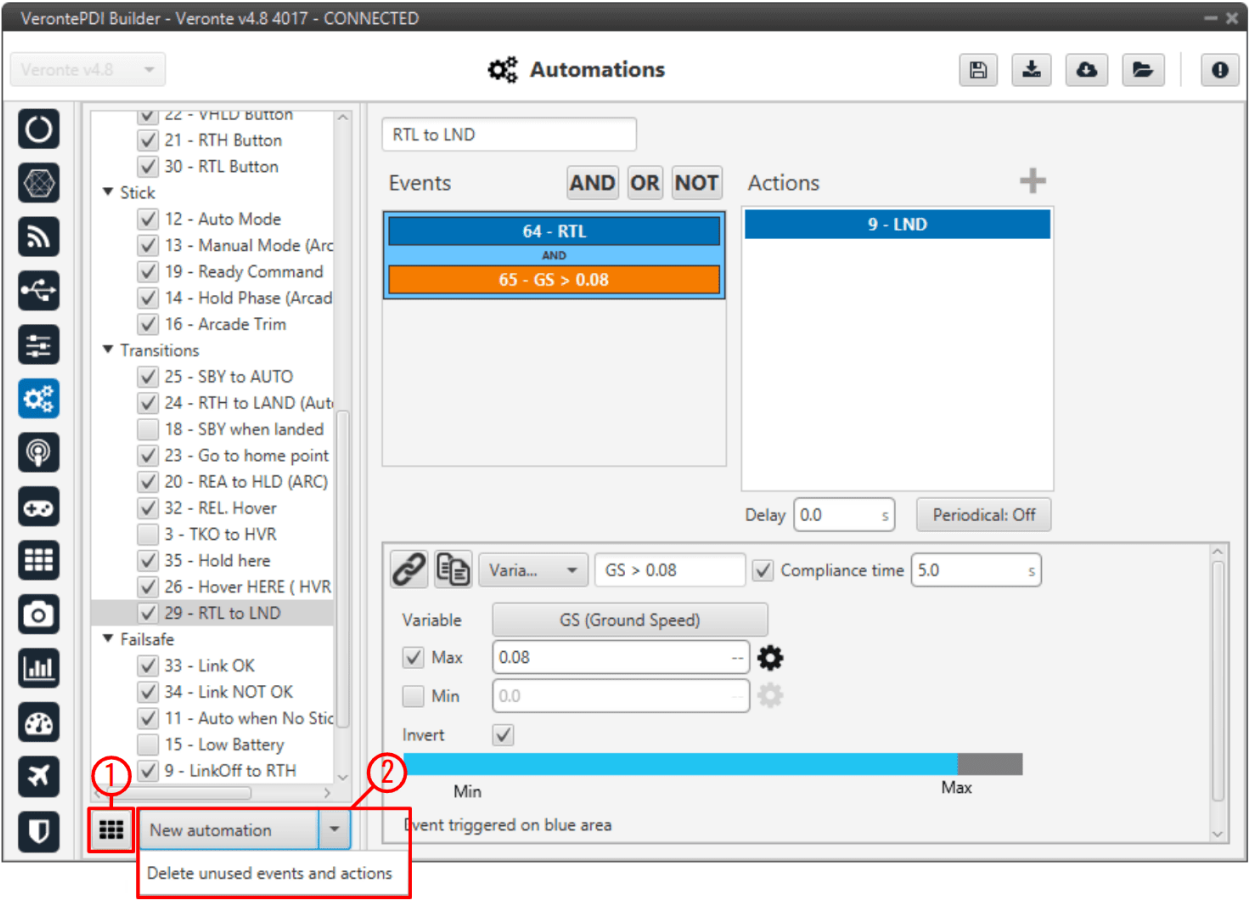 VerontePDI Builder - Veronte v4.8 4017 - CONNECTED
Veronte v4.8
Automations
22 - VHLD Button
21 - RTH Button
30 - RTL Button
Stick
12 - Auto Mode
13 - Manual Mode (Arc
19 - Ready Command
14 - Hold Phase (Arcad
16 - Arcade Trim
Transitions
25 - SBY to AUTO
24 - RTH to LAND (Aut
18 - SBY when landed
23 - Go to home point
20 - REA to HLD (ARC)
32 - REL. Hover
3 - TKO to HVR
35 - Hold here
26 - Hover HERE ( HVR
29 - RTL to LND
Failsafe
33 - Link OK
34 - Link NOT OK
11 - Auto when No Stic
15 - Low Battery
9 - LinkOff to RTH
1
2
New automation
Delete unused events and actions
RTL to LND
Events
AND OR NOT
64 - RTL
AND
65 - GS > 0.08
Actions
9 - LND
Delay 0.0 s
Periodical: Off
Varia... GS > 0.08 Compliance time 5.0 s
Variable GS (Ground Speed)
Max 0.08 --
Min 0.0 --
Invert
Min Max
Event triggered on blue area